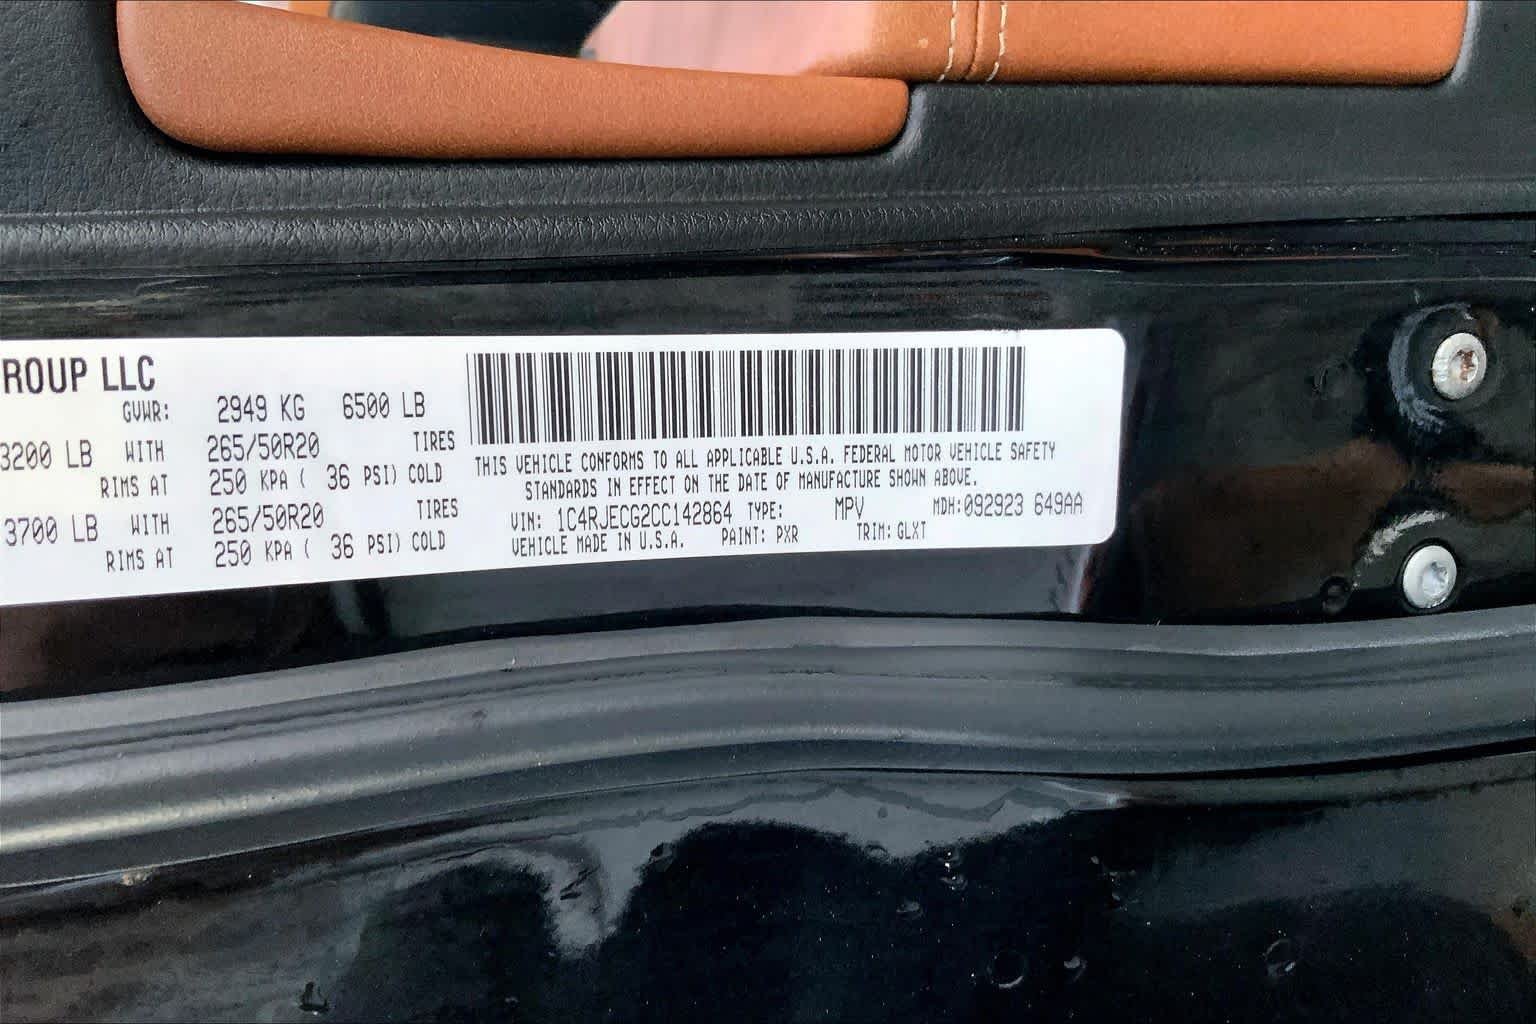 ROUP LLC
GVWR: 2949 KG 6500 LB
3200 LB WITH 265/50R20 TIRES
RIMS AT 250 KPA ( 36 PSI) COLD
3700 LB WITH 265/50R20 TIRES
RIMS AT 250 KPA ( 36 PSI) COLD
THIS VEHICLE CONFORMS TO ALL APPLICABLE U.S.A. FEDERAL MOTOR VEHICLE SAFETY
STANDARDS IN EFFECT ON THE DATE OF MANUFACTURE SHOWN ABOVE.
VIN: 1C4RJECG2CC142864 TYPE: MPV MDH:092923 649AA
VEHICLE MADE IN U.S.A. PAINT: PXR TRIM: GLXT